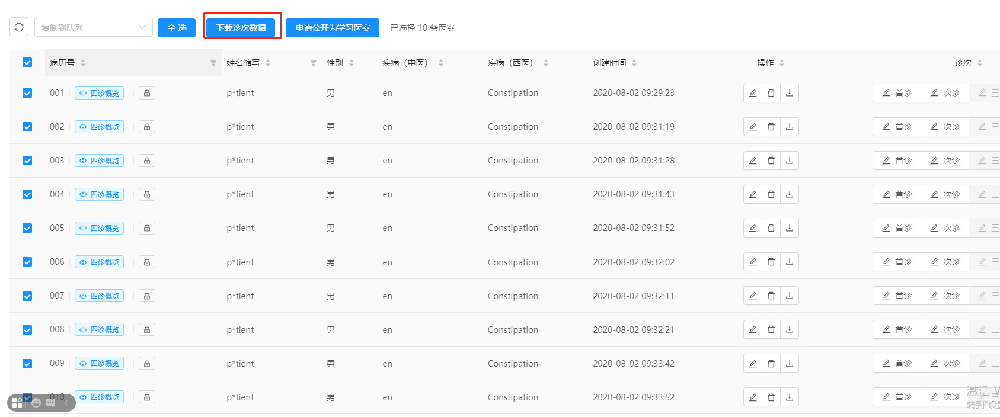 复制到队列 全 选 下载诊次数据 申请公开为学习医案 已选择 10 条医案
病历号 姓名缩写 性别 疾病（中医） 疾病（西医） 创建时间 操作 诊次
001 四诊概览 p*tient 男 en Constipation 2020-08-02 09:29:23 首诊 次诊 三
002 四诊概览 p*tient 男 en Constipation 2020-08-02 09:31:19 首诊 次诊 三
003 四诊概览 p*tient 男 en Constipation 2020-08-02 09:31:28 首诊 次诊 三
004 四诊概览 p*tient 男 en Constipation 2020-08-02 09:31:43 首诊 次诊 三
005 四诊概览 p*tient 男 en Constipation 2020-08-02 09:31:52 首诊 次诊 三
006 四诊概览 p*tient 男 en Constipation 2020-08-02 09:32:02 首诊 次诊 三
007 四诊概览 p*tient 男 en Constipation 2020-08-02 09:32:11 首诊 次诊 三
008 四诊概览 p*tient 男 en Constipation 2020-08-02 09:32:21 首诊 次诊 三
009 四诊概览 p*tient 男 en Constipation 2020-08-02 09:33:42 首诊 次诊 三
010 四诊概览 p*tient 男 en Constipation 2020-08-02 09:33:52 首诊 次诊
激活 W
转到"设置